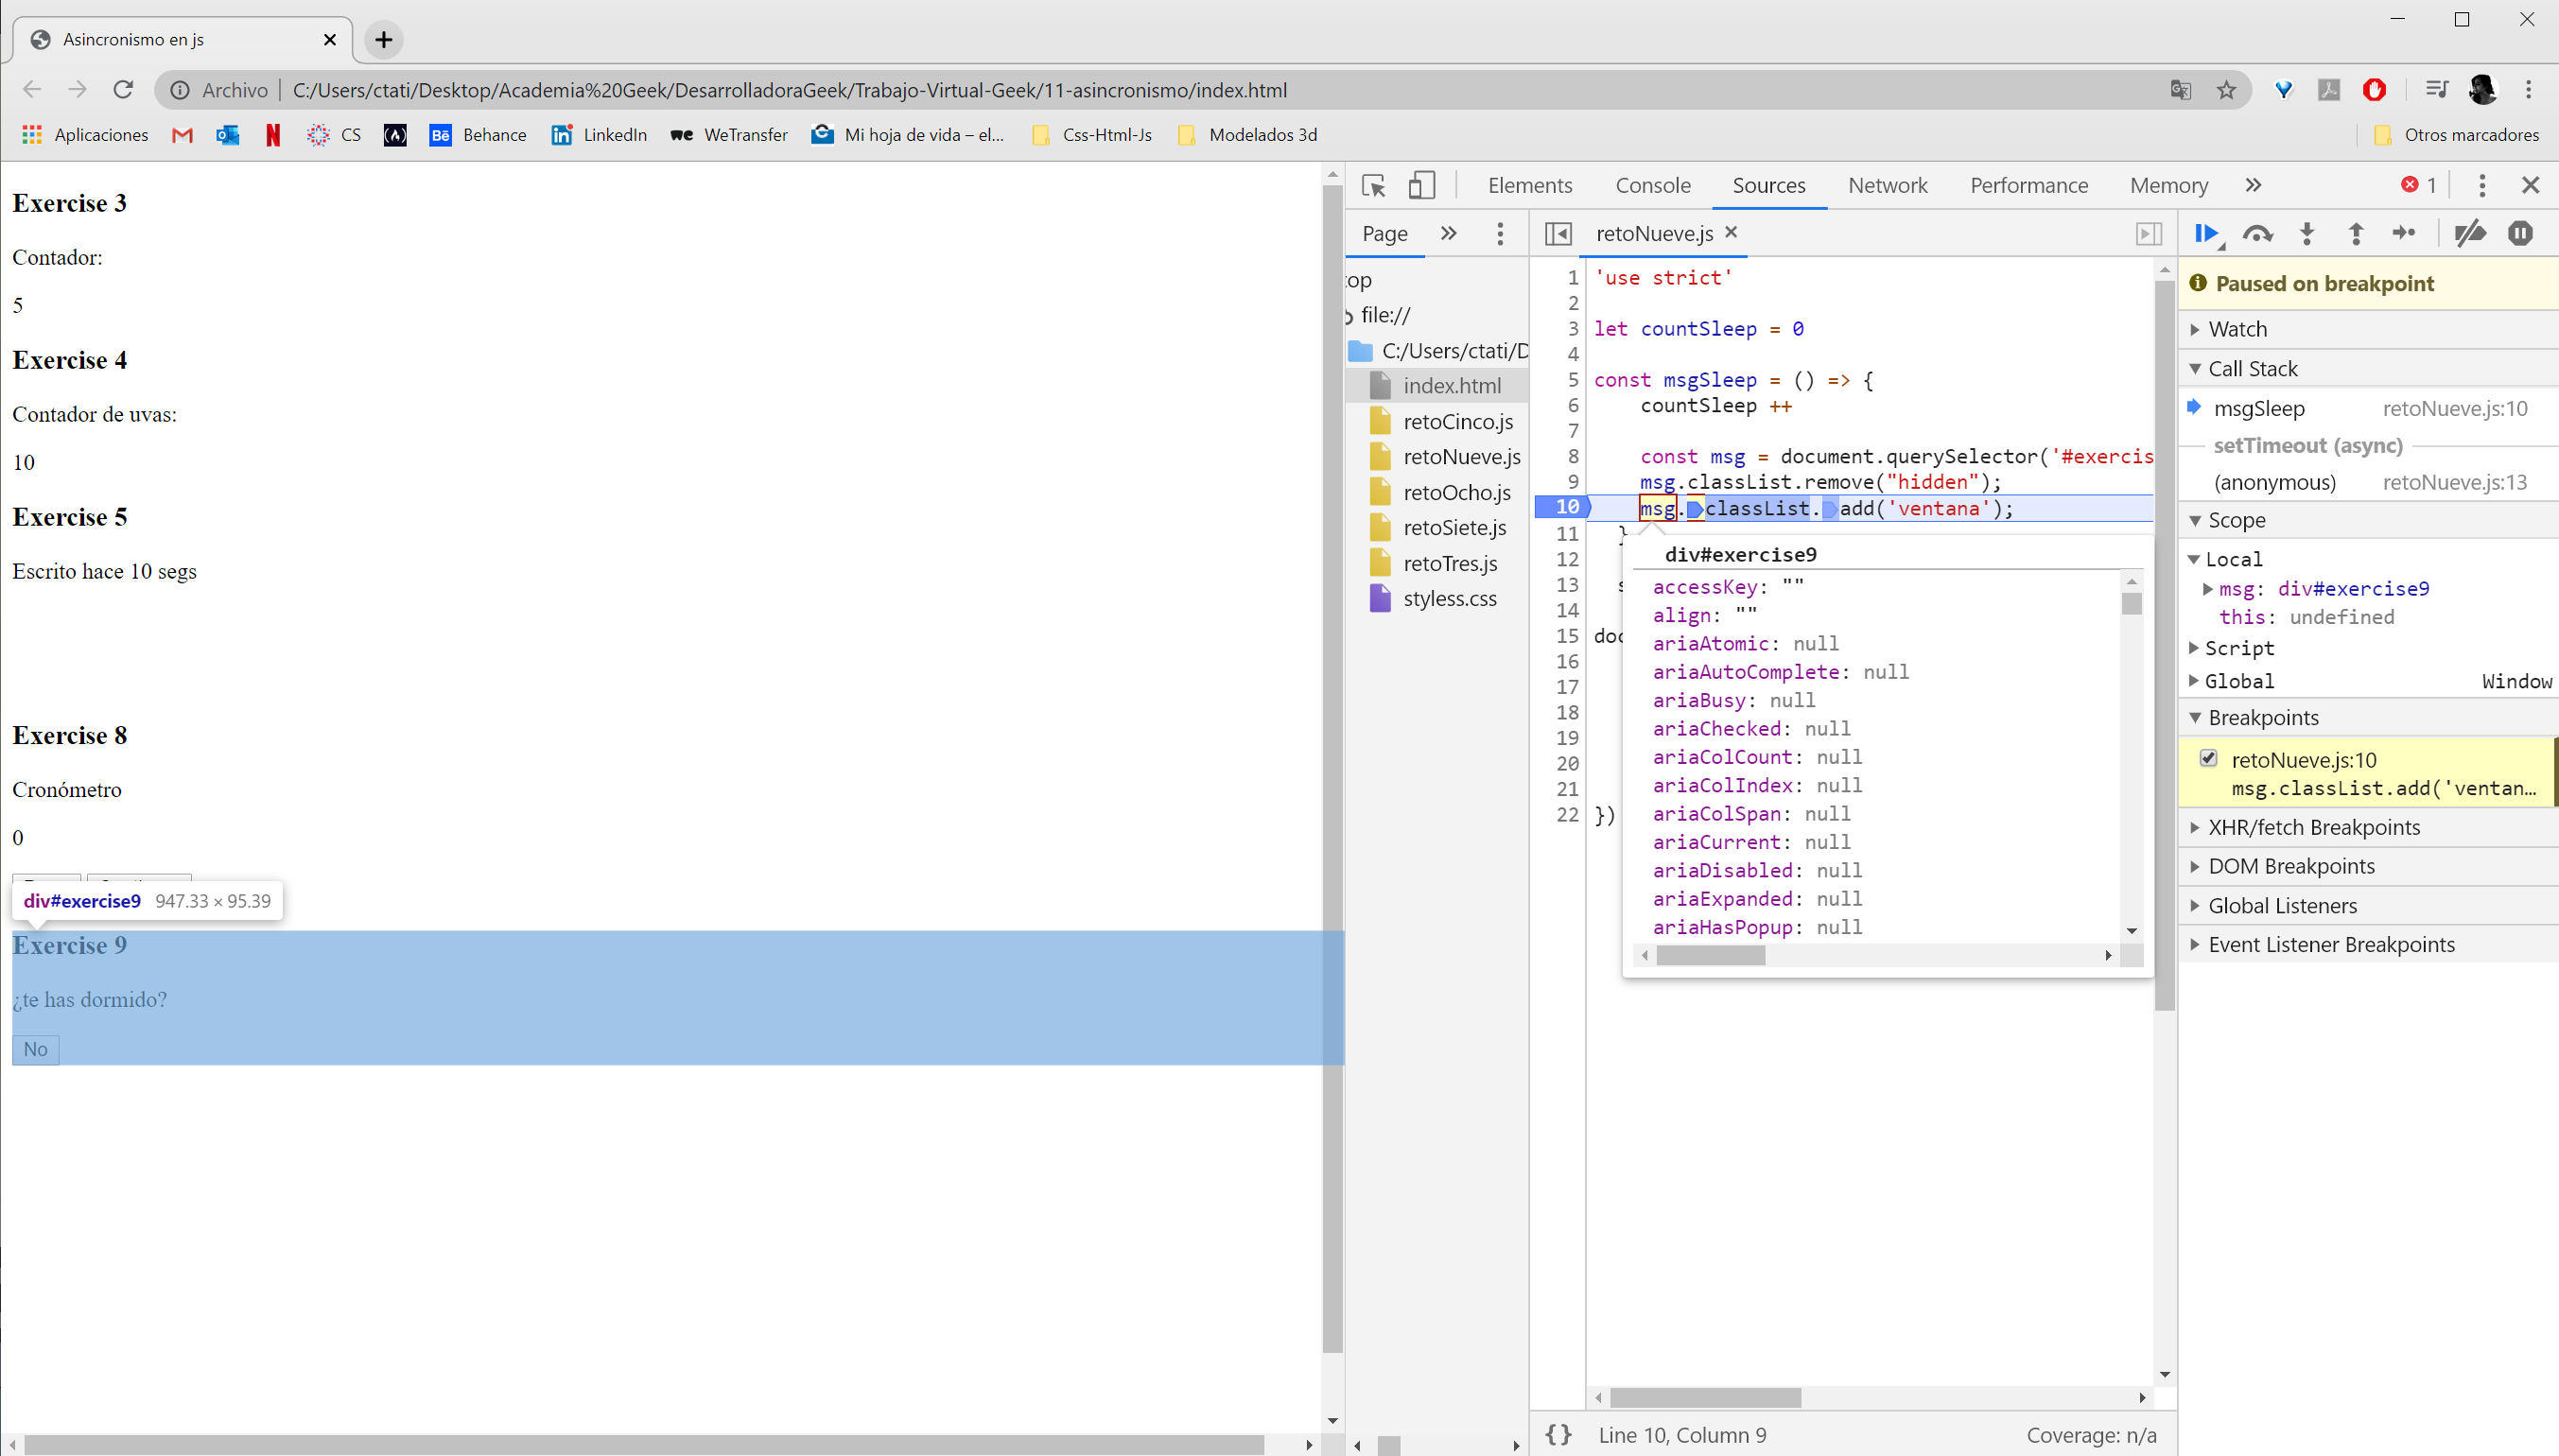 Asincronismo en js
Archivo C:/Users/ctati/Desktop/Academia%20Geek/DesarrolladoraGeek/Trabajo-Virtual-Geek/11-asincronismo/index.html
Aplicaciones CS Behance LinkedIn WeTransfer Mi hoja de vida – el... Css-Html-Js Modelados 3d Otros marcadores
Exercise 3
Contador:
5
Exercise 4
Contador de uvas:
10
Exercise 5
Escrito hace 10 segs
Exercise 8
Cronómetro
0
div#exercise9 947.33 × 95.39
Exercise 9
¿te has dormido?
No
Elements Console Sources Network Performance Memory 1
Page
top
file://
C:/Users/ctati/D
index.html
retoCinco.js
retoNueve.js
retoOcho.js
retoSiete.js
retoTres.js
styless.css
retoNueve.js
1 'use strict'
2
3 let countSleep = 0
4
5 const msgSleep = () => {
6 countSleep ++
7
8 const msg = document.querySelector('#exercis
9 msg.classList.remove("hidden");
10 msg.classList.add('ventana');
11 }
12
13 s
14
15 doc
16
17
18
19
20
21
22 })
div#exercise9
accessKey: ""
align: ""
ariaAtomic: null
ariaAutoComplete: null
ariaBusy: null
ariaChecked: null
ariaColCount: null
ariaColIndex: null
ariaColSpan: null
ariaCurrent: null
ariaDisabled: null
ariaExpanded: null
ariaHasPopup: null
{} Line 10, Column 9 Coverage: n/a
Paused on breakpoint
Watch
Call Stack
msgSleep retoNueve.js:10
setTimeout (async)
(anonymous) retoNueve.js:13
Scope
Local
msg: div#exercise9
this: undefined
Script
Global Window
Breakpoints
retoNueve.js:10
msg.classList.add('ventan…
XHR/fetch Breakpoints
DOM Breakpoints
Global Listeners
Event Listener Breakpoints